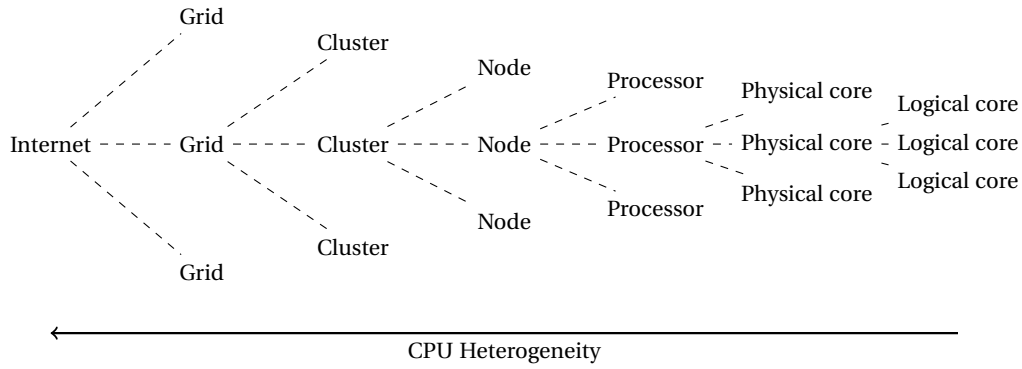 Grid
Cluster
Node
Processor
Physical core
Logical core
Internet
Grid
Cluster
Node
Processor
Physical core
Logical core
Logical core
Physical core
Processor
Node
Cluster
Grid
CPU Heterogeneity